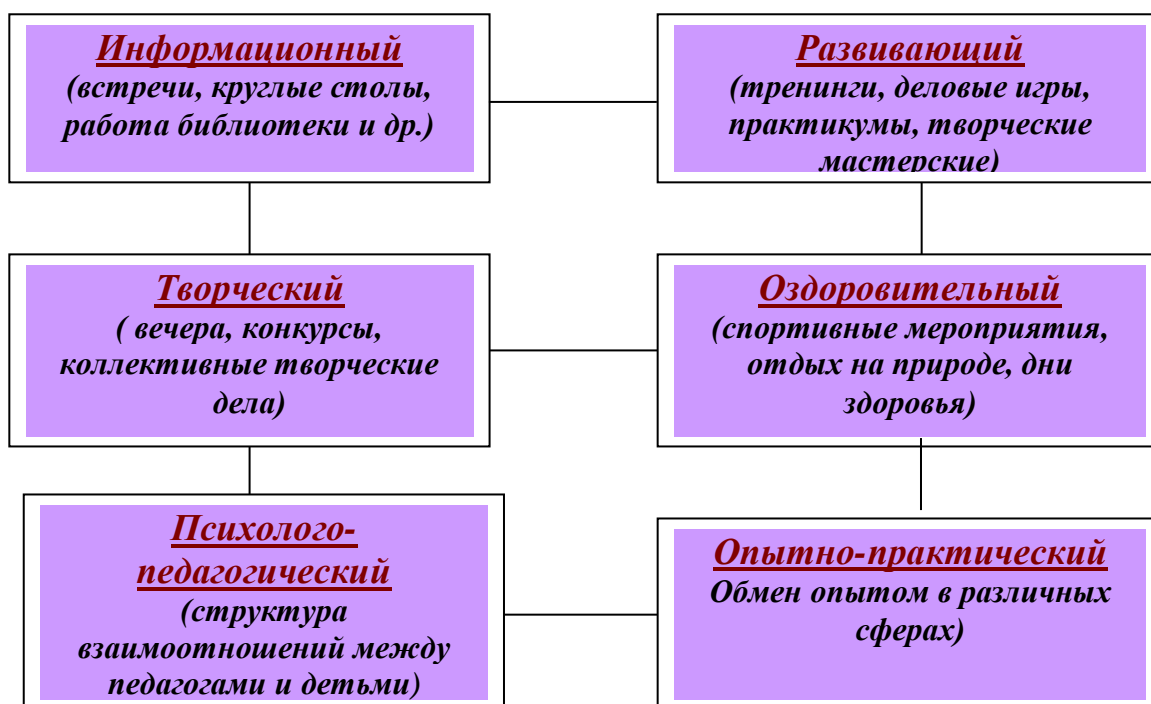 Информационный
(встречи, круглые столы,
работа библиотеки и др.)
Развивающий
(тренинги, деловые игры,
практикумы, творческие
мастерские)
Творческий
( вечера, конкурсы,
коллективные творческие
дела)
Оздоровительный
(спортивные мероприятия,
отдых на природе, дни
здоровья)
Психолого-
педагогический
(структура
взаимоотношений между
педагогами и детьми)
Опытно-практический
Обмен опытом в различных
сферах)